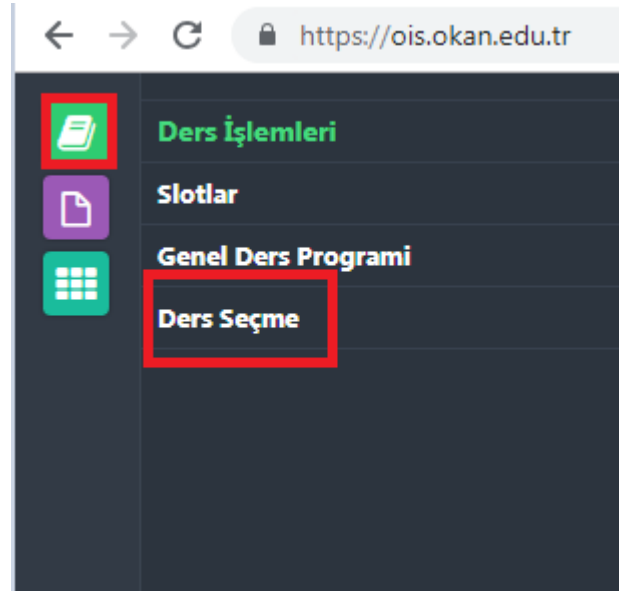 https://ois.okan.edu.tr
Ders İşlemleri
Slotlar
Genel Ders Programi
Ders Seçme